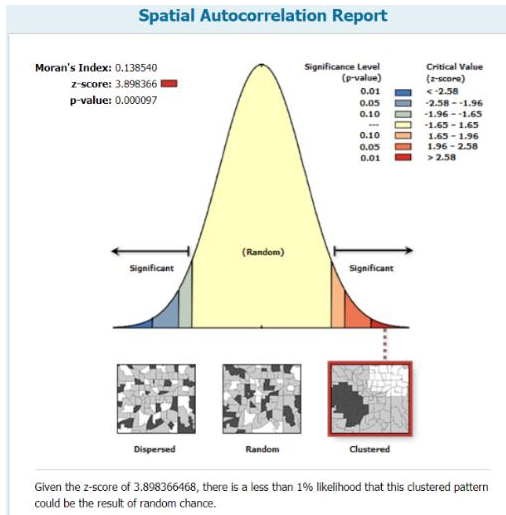 Spatial Autocorrelation Report
Moran's Index: 0.138540
z-score: 3.898366
p-value: 0.000097
Significance Level
(p-value)
Critical Value
(z-score)
0.01 < -2.58
0.05 -2.58 - -1.96
0.10 -1.96 - -1.65
--- -1.65 - 1.65
0.10 1.65 - 1.96
0.05 1.96 - 2.58
0.01 > 2.58
(Random)
Significant
Significant
Dispersed
Random
Clustered
Given the z-score of 3.898366468, there is a less than 1% likelihood that this clustered pattern
could be the result of random chance.